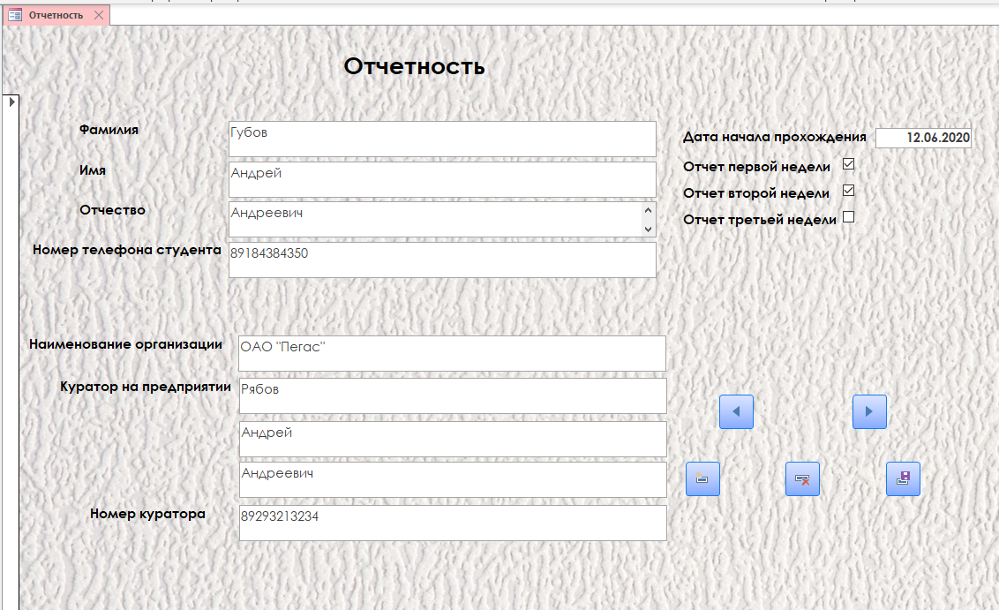 Отчетность
Отчетность
Фамилия
Губов
Имя
Андрей
Отчество
Андреевич
Номер телефона студента
89184384350
Дата начала прохождения
12.06.2020
Отчет первой недели
Отчет второй недели
Отчет третьей недели
Наименование организации
ОАО "Пегас"
Куратор на предприятии
Рябов
Андрей
Андреевич
Номер куратора
89293213234